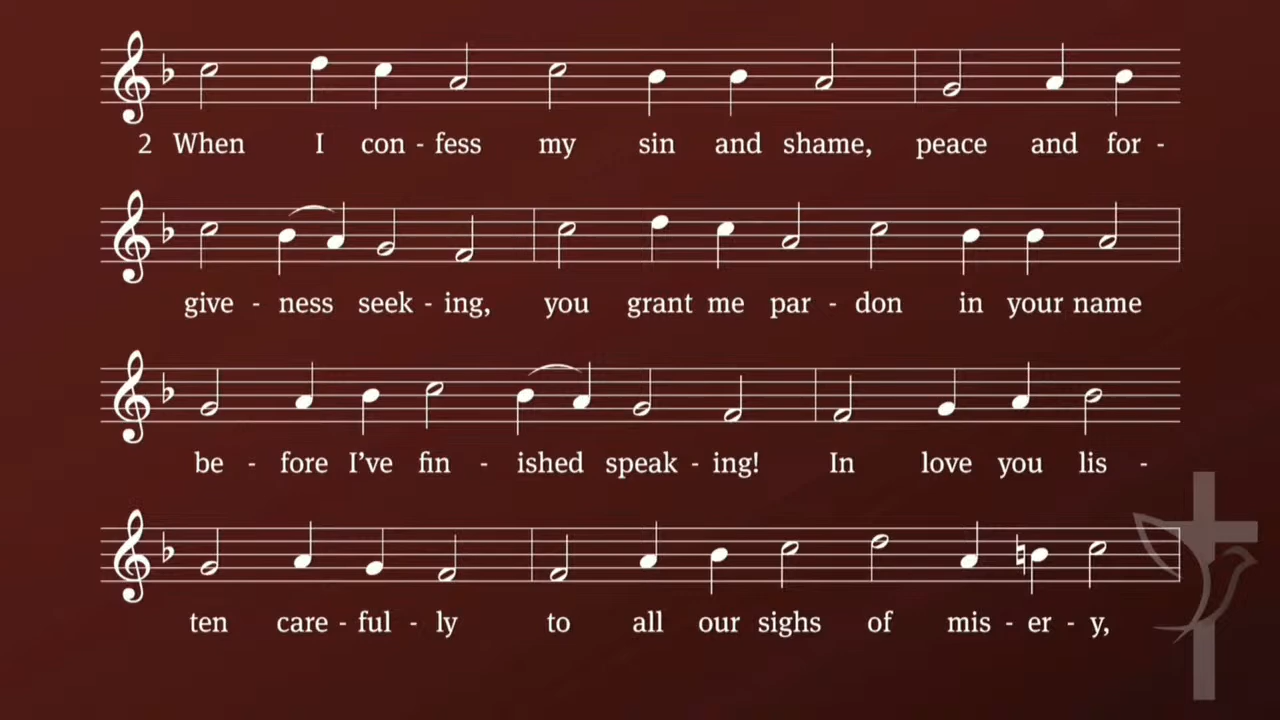 2 When I con - fess my sin and shame, peace and for -
give - ness seek - ing, you grant me par - don in your name
be - fore I’ve fin - ished speak - ing! In love you lis -
ten care - ful - ly to all our sighs of mis - er - y,